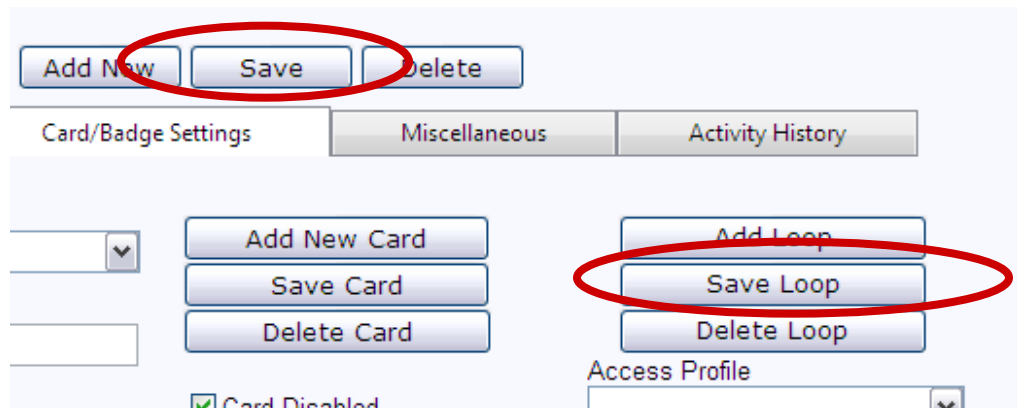 Add New Save Delete
Card/Badge Settings Miscellaneous Activity History
Add New Card Add Loop
Save Card Save Loop
Delete Card Delete Loop
Access Profile
Card Disabled